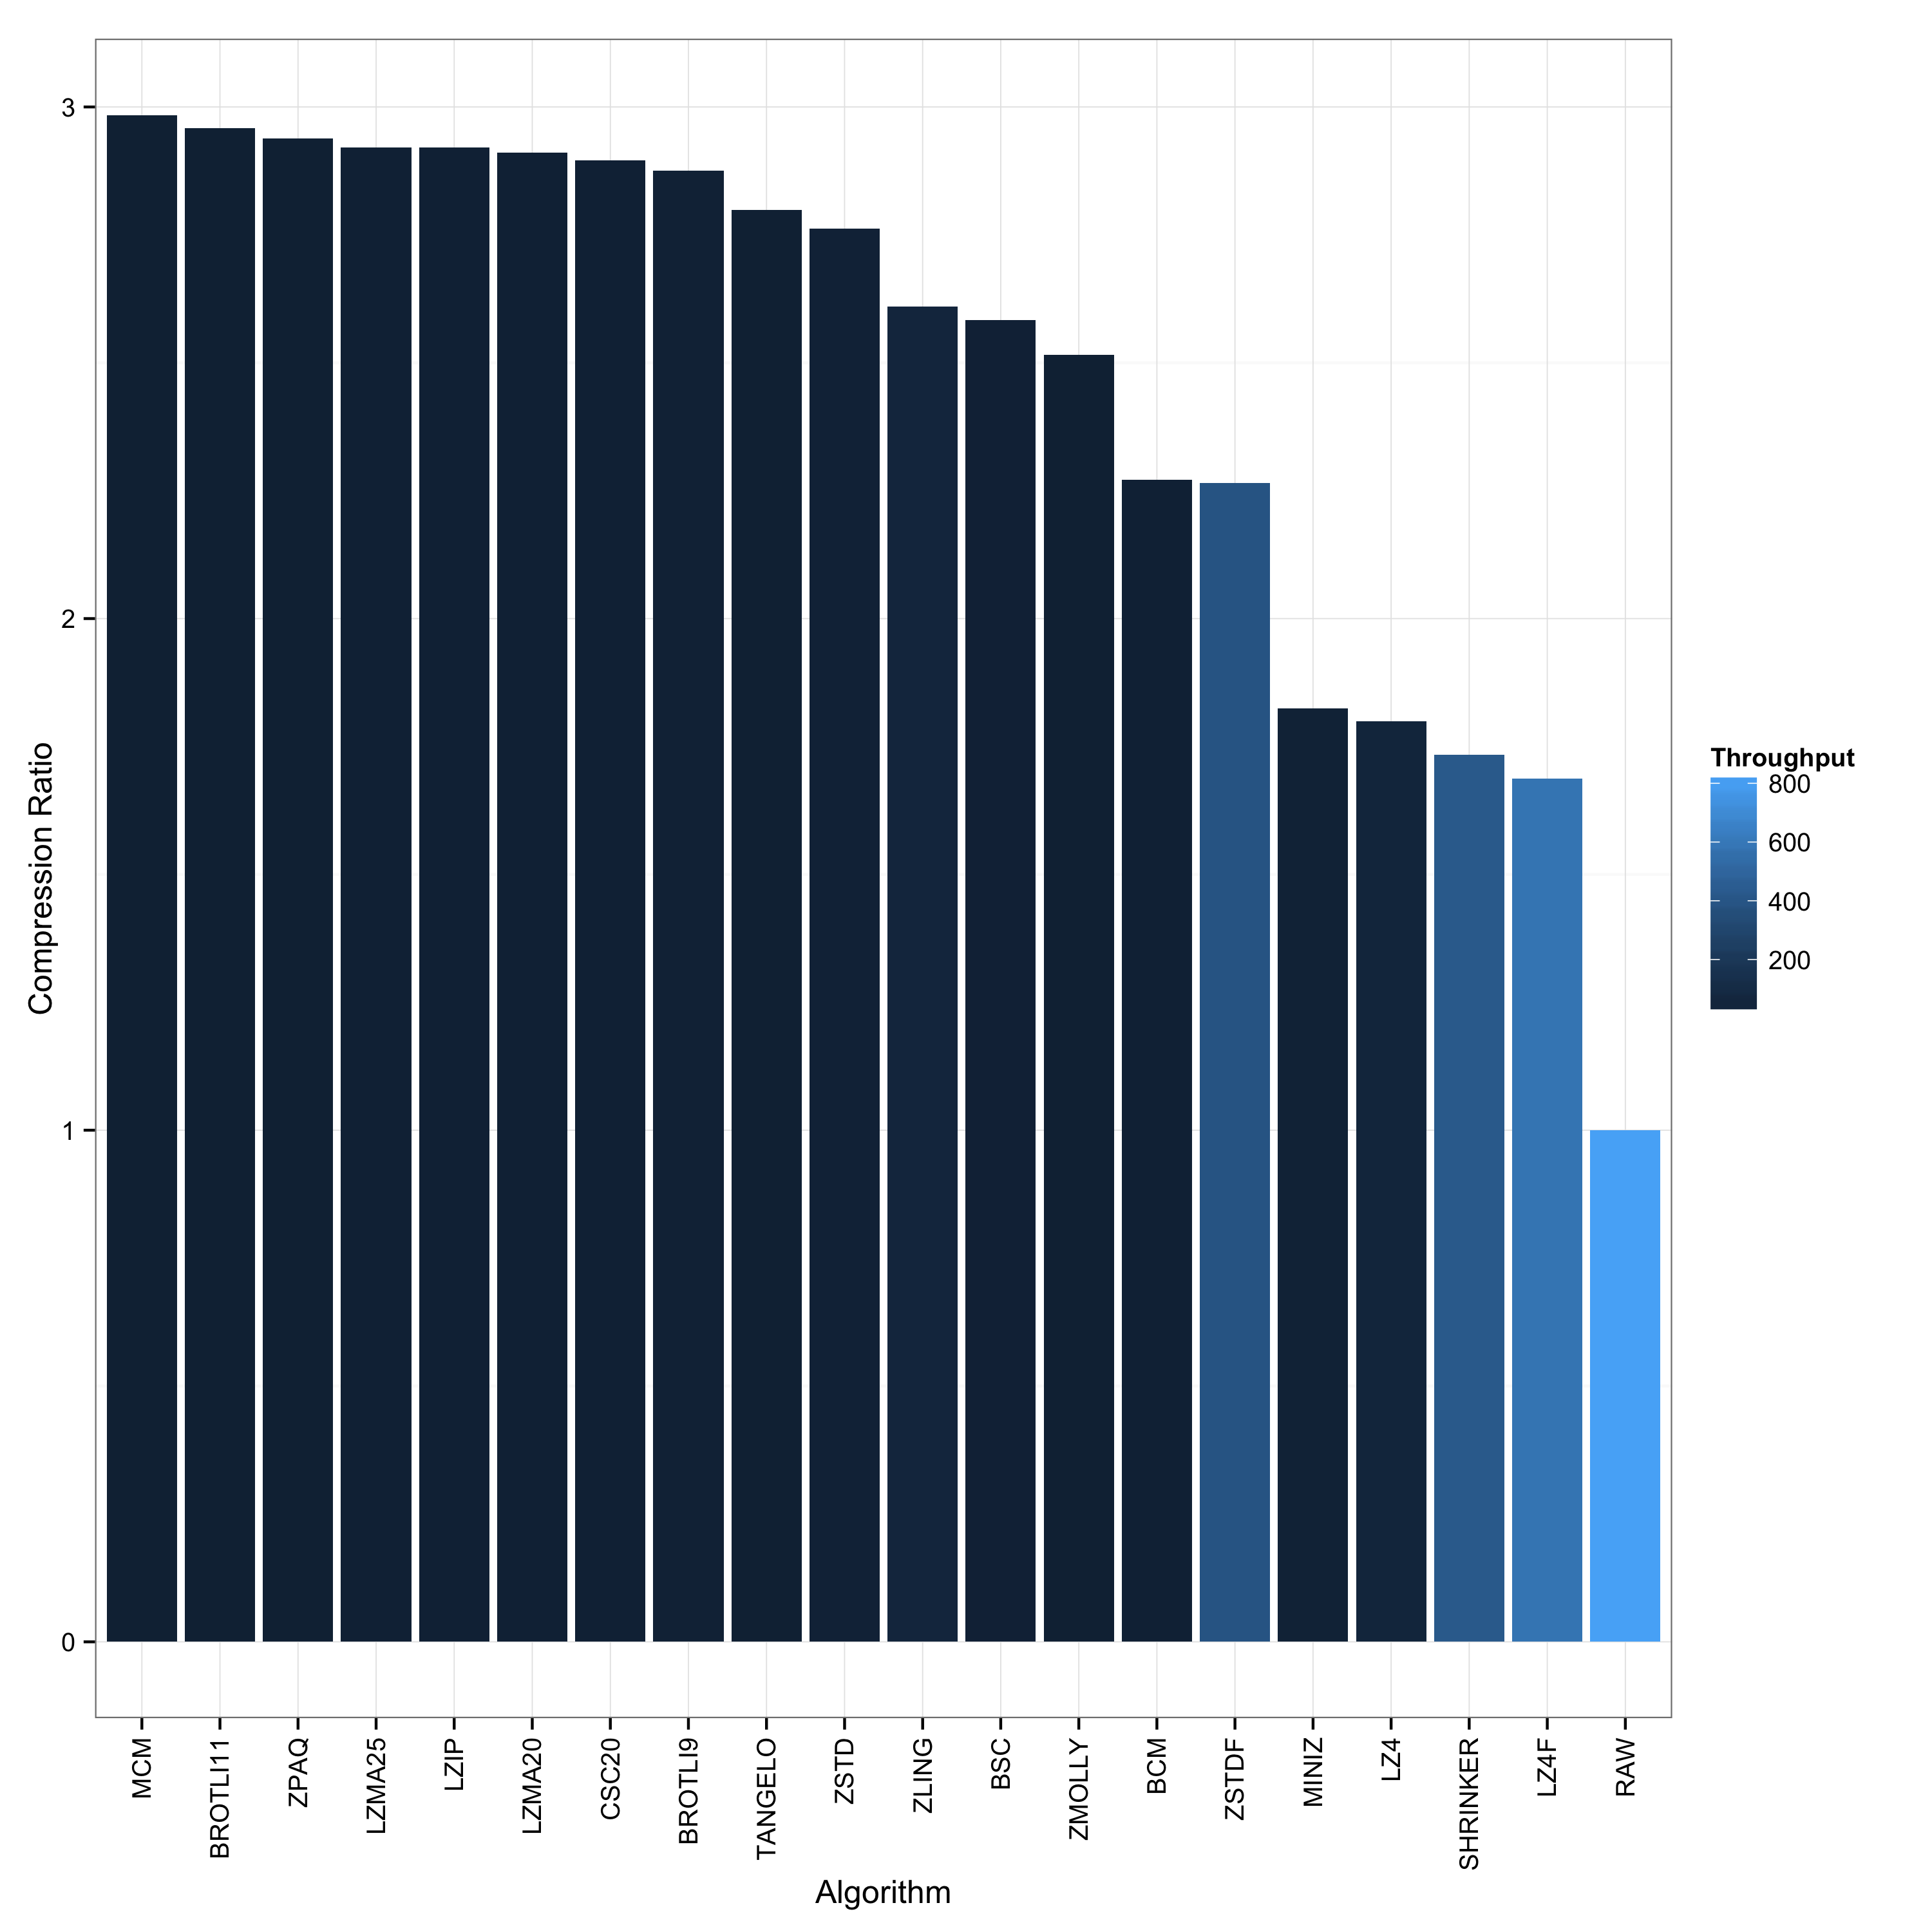 3
2
1
0
Compression Ratio
MCM
BROTLI11
ZPAQ
LZMA25
LZIP
LZMA20
CSC20
BROTLI9
TANGELO
ZSTD
ZLING
BSC
ZMOLLY
BCM
ZSTDF
MINIZ
LZ4
SHRINKER
LZ4F
RAW
Algorithm
Throughput
800
600
400
200